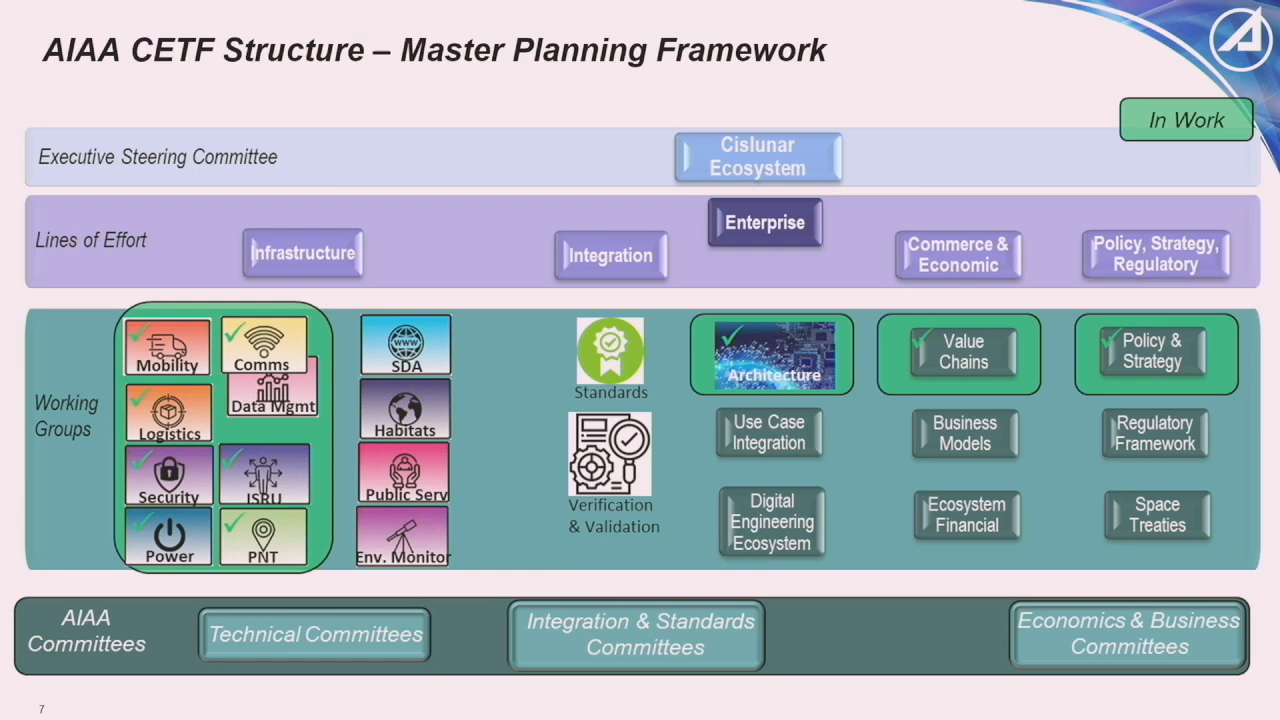 AIAA CETF Structure – Master Planning Framework
In Work
Executive Steering Committee
Cislunar
Ecosystem
Lines of Effort
Infrastructure
Integration
Enterprise
Commerce &
Economic
Policy, Strategy,
Regulatory
Working
Groups
Mobility
Comms
Data Mgmt
Logistics
Security
ISRU
Power
PNT
WWW
SDA
Habitats
Public Serv
Env. Monitor
Standards
Verification
& Validation
Architecture
Use Case
Integration
Digital
Engineering
Ecosystem
Value
Chains
Business
Models
Ecosystem
Financial
Policy &
Strategy
Regulatory
Framework
Space
Treaties
AIAA
Committees
Technical Committees
Integration & Standards
Committees
Economics & Business
Committees
7